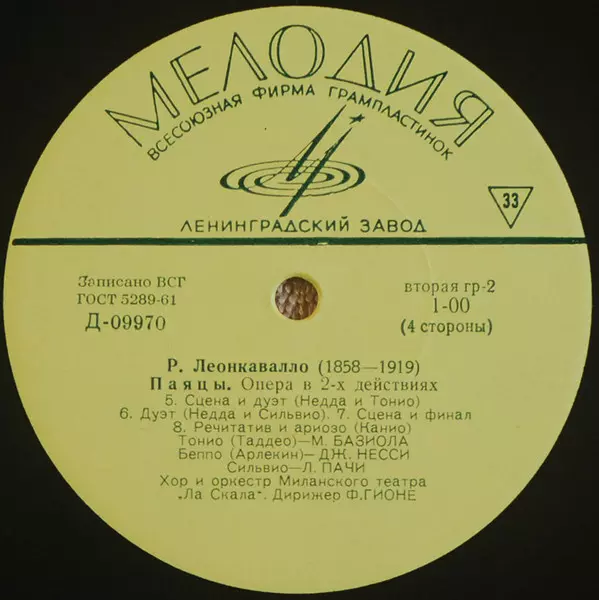 МЕЛОДИЯ
ВСЕСОЮЗНАЯ ФИРМА ГРАМПЛАСТИНОК
ЛЕНИНГРАДСКИЙ ЗАВОД
33
Записано ВСГ
ГОСТ 5289-61
Д-09970
вторая гр-2
1-00
(4 стороны)
Р. Леонкавалло (1858—1919)
Паяцы. Опера в 2-х действиях
5. Сцена и дуэт (Недда и Тонио)
6. Дуэт (Недда и Сильвио). 7. Сцена и финал
8. Речитатив и ариозо (Канио)
Тонио (Таддео)—М. БАЗИОЛА
Беппо (Арлекин)— ДЖ. НЕССИ
Сильвио—Л. ПАЧИ
Хор и оркестр Миланского театра
„Ла Скала". Дирижер Ф. ГИОНЕ